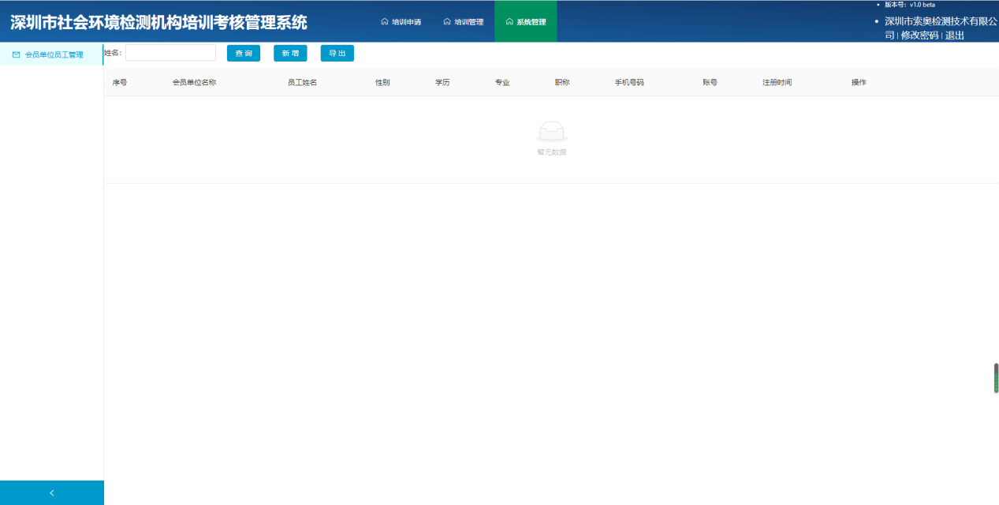 深圳市社会环境检测机构培训考核管理系统
培训申请
培训管理
系统管理
版本号：v1.0 beta
深圳市索奥检测技术有限公
司 | 修改密码 | 退出
会员单位员工管理
姓名：
查 询
新 增
导 出
序号 会员单位名称 员工姓名 性别 学历 专业 职称 手机号码 账号 注册时间 操作
暂无数据